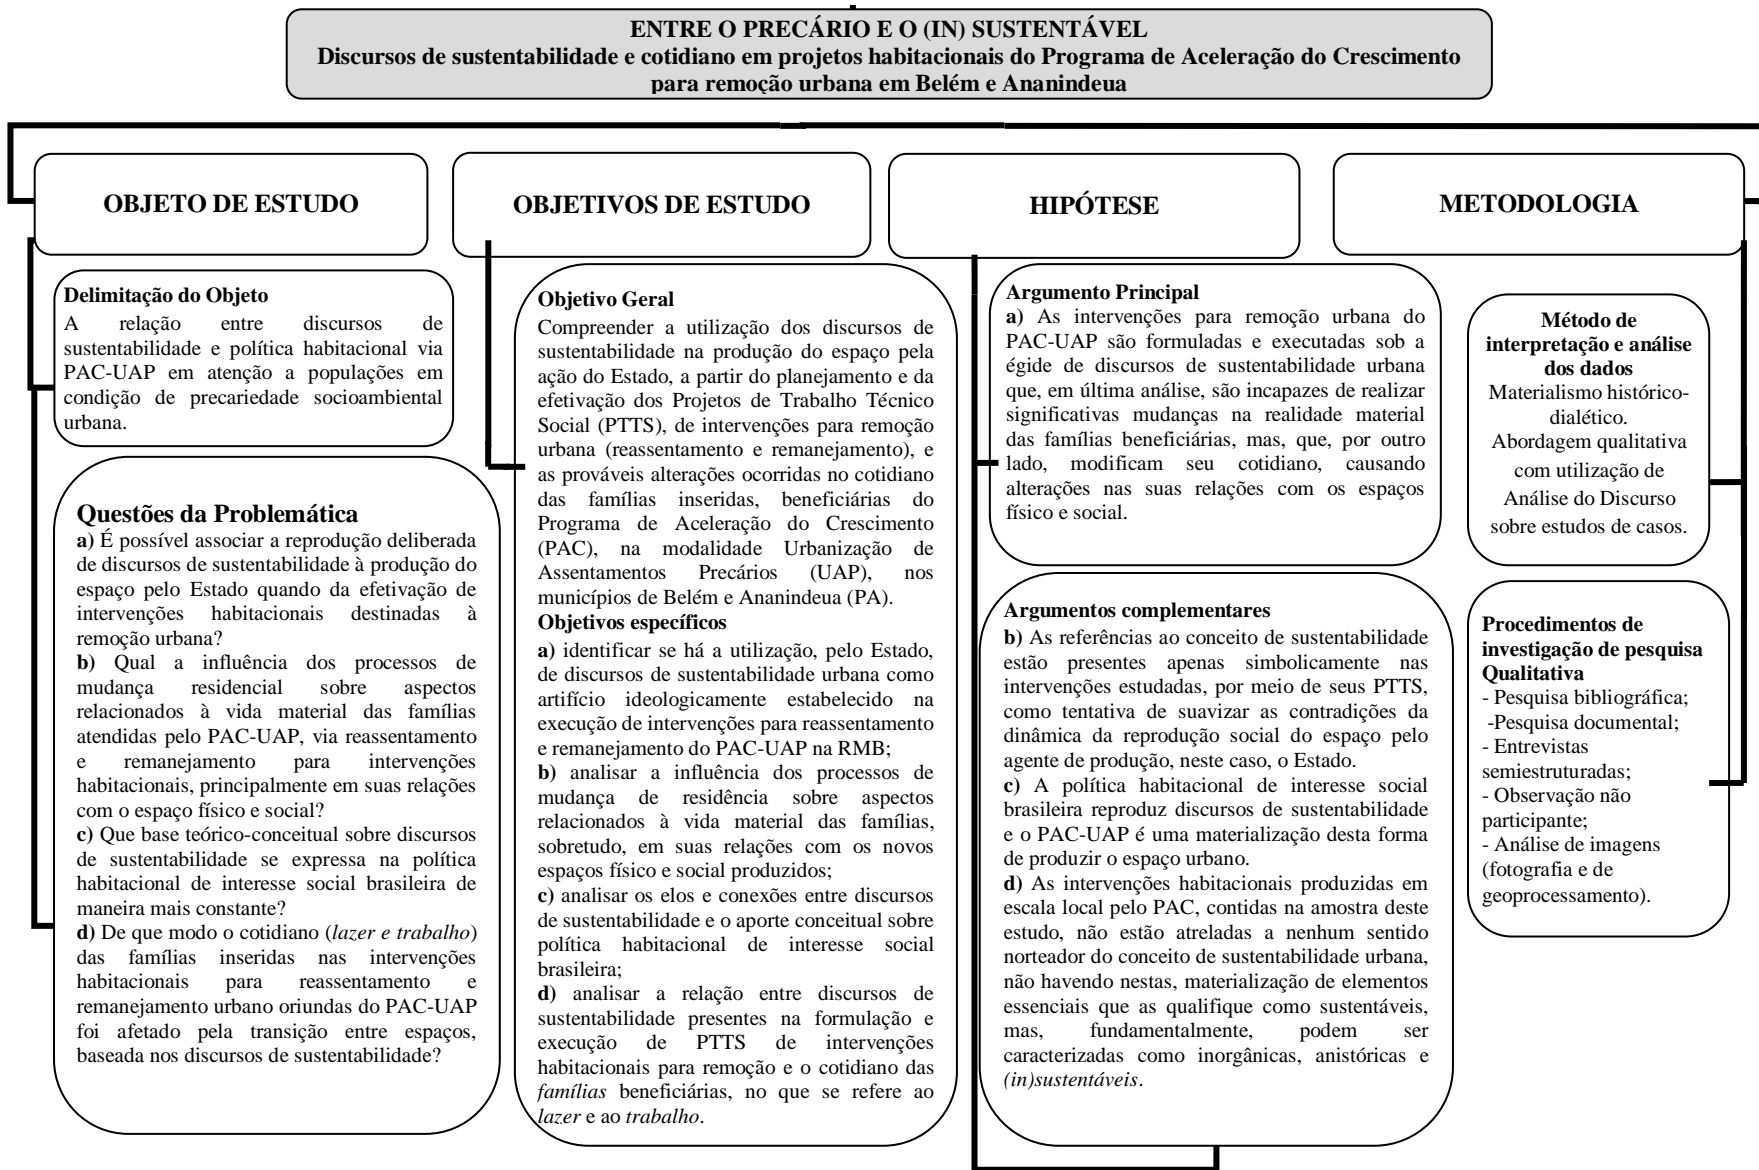 ENTRE O PRECÁRIO E O (IN) SUSTENTÁVEL
Discursos de sustentabilidade e cotidiano em projetos habitacionais do Programa de Aceleração do Crescimento
para remoção urbana em Belém e Ananindeua
OBJETO DE ESTUDO
Delimitação do Objeto
A relação entre discursos de
sustentabilidade e política habitacional via
PAC-UAP em atenção a populações em
condição de precariedade socioambiental
urbana.
Questões da Problemática
a) É possível associar a reprodução deliberada
de discursos de sustentabilidade à produção do
espaço pelo Estado quando da efetivação de
intervenções habitacionais destinadas à
remoção urbana?
b) Qual a influência dos processos de
mudança residencial sobre aspectos
relacionados à vida material das famílias
atendidas pelo PAC-UAP, via reassentamento
e remanejamento para intervenções
habitacionais, principalmente em suas relações
com o espaço físico e social?
c) Que base teórico-conceitual sobre discursos
de sustentabilidade se expressa na política
habitacional de interesse social brasileira de
maneira mais constante?
d) De que modo o cotidiano (lazer e trabalho)
das famílias inseridas nas intervenções
habitacionais para reassentamento e
remanejamento urbano oriundas do PAC-UAP
foi afetado pela transição entre espaços,
baseada nos discursos de sustentabilidade?
OBJETIVOS DE ESTUDO
Objetivo Geral
Compreender a utilização dos discursos de
sustentabilidade na produção do espaço pela
ação do Estado, a partir do planejamento e da
efetivação dos Projetos de Trabalho Técnico
Social (PTTS), de intervenções para remoção
urbana (reassentamento e remanejamento), e
as prováveis alterações ocorridas no cotidiano
das famílias inseridas, beneficiárias do
Programa de Aceleração do Crescimento
(PAC), na modalidade Urbanização de
Assentamentos Precários (UAP), nos
municípios de Belém e Ananindeua (PA).
Objetivos específicos
a) identificar se há a utilização, pelo Estado,
de discursos de sustentabilidade urbana como
artifício ideologicamente estabelecido na
execução de intervenções para reassentamento
e remanejamento do PAC-UAP na RMB;
b) analisar a influência dos processos de
mudança de residência sobre aspectos
relacionados à vida material das famílias,
sobretudo, em suas relações com os novos
espaços físico e social produzidos;
c) analisar os elos e conexões entre discursos
de sustentabilidade e o aporte conceitual sobre
política habitacional de interesse social
brasileira;
d) analisar a relação entre discursos de
sustentabilidade presentes na formulação e
execução de PTTS de intervenções
habitacionais para remoção e o cotidiano das
famílias beneficiárias, no que se refere ao
lazer e ao trabalho.
HIPÓTESE
Argumento Principal
a) As intervenções para remoção urbana do
PAC-UAP são formuladas e executadas sob a
égide de discursos de sustentabilidade urbana
que, em última análise, são incapazes de realizar
significativas mudanças na realidade material
das famílias beneficiárias, mas, que, por outro
lado, modificam seu cotidiano, causando
alterações nas suas relações com os espaços
físico e social.
Argumentos complementares
b) As referências ao conceito de sustentabilidade
estão presentes apenas simbolicamente nas
intervenções estudadas, por meio de seus PTTS,
como tentativa de suavizar as contradições da
dinâmica da reprodução social do espaço pelo
agente de produção, neste caso, o Estado.
c) A política habitacional de interesse social
brasileira reproduz discursos de sustentabilidade
e o PAC-UAP é uma materialização desta forma
de produzir o espaço urbano.
d) As intervenções habitacionais produzidas em
escala local pelo PAC, contidas na amostra deste
estudo, não estão atreladas a nenhum sentido
norteador do conceito de sustentabilidade urbana,
não havendo nestas, materialização de elementos
essenciais que as qualifique como sustentáveis,
mas, fundamentalmente, podem ser
caracterizadas como inorgânicas, anistóricas e
(in)sustentáveis.
METODOLOGIA
Método de
interpretação e análise
dos dados
Materialismo histórico-
dialético.
Abordagem qualitativa
com utilização de
Análise do Discurso
sobre estudos de casos.
Procedimentos de
investigação de pesquisa
Qualitativa
- Pesquisa bibliográfica;
-Pesquisa documental;
- Entrevistas
semiestruturadas;
- Observação não
participante;
- Análise de imagens
(fotografia e de
geoprocessamento).